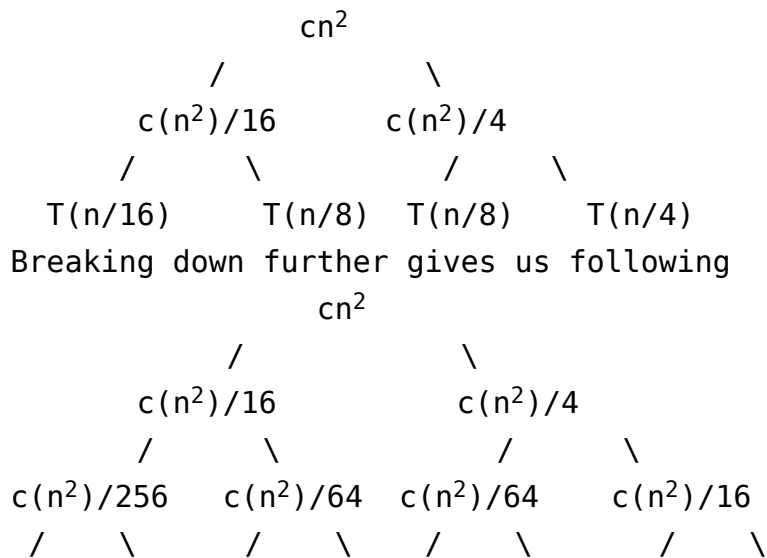 cn²
/ \
c(n²)/16 c(n²)/4
/ \ / \
T(n/16) T(n/8) T(n/8) T(n/4)
Breaking down further gives us following
cn²
/ \
c(n²)/16 c(n²)/4
/ \ / \
c(n²)/256 c(n²)/64 c(n²)/64 c(n²)/16
/ \ / \ / \ / \